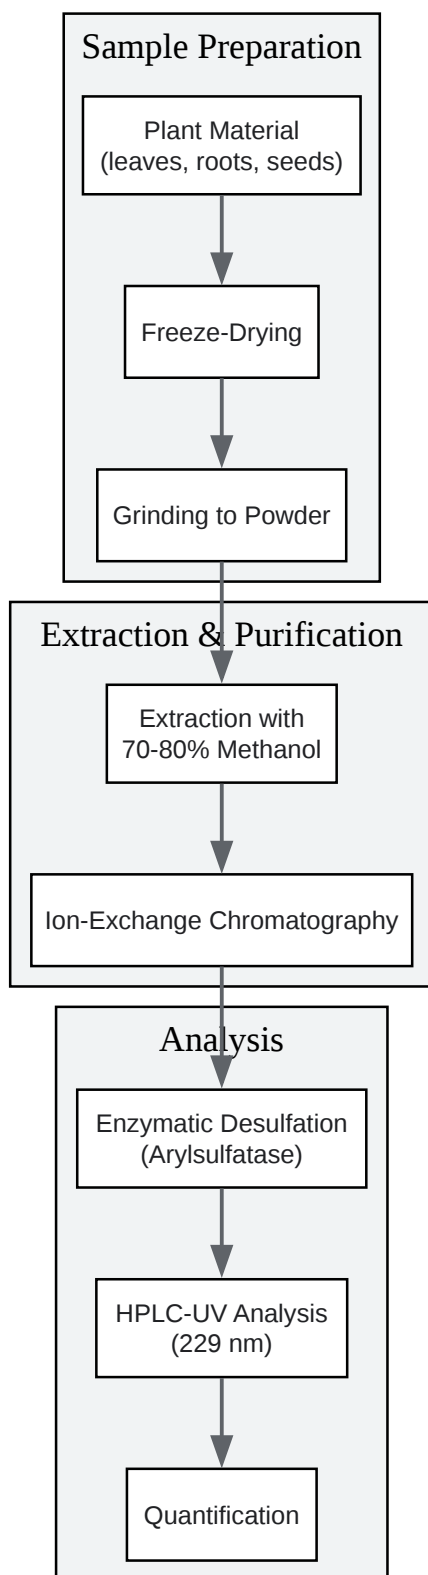 Sample Preparation
Plant Material
(leaves, roots, seeds)
Freeze-Drying
Grinding to Powder
Extraction & Purification
Extraction with
70-80% Methanol
Ion-Exchange Chromatography
Analysis
Enzymatic Desulfation
(Arylsulfatase)
HPLC-UV Analysis
(229 nm)
Quantification